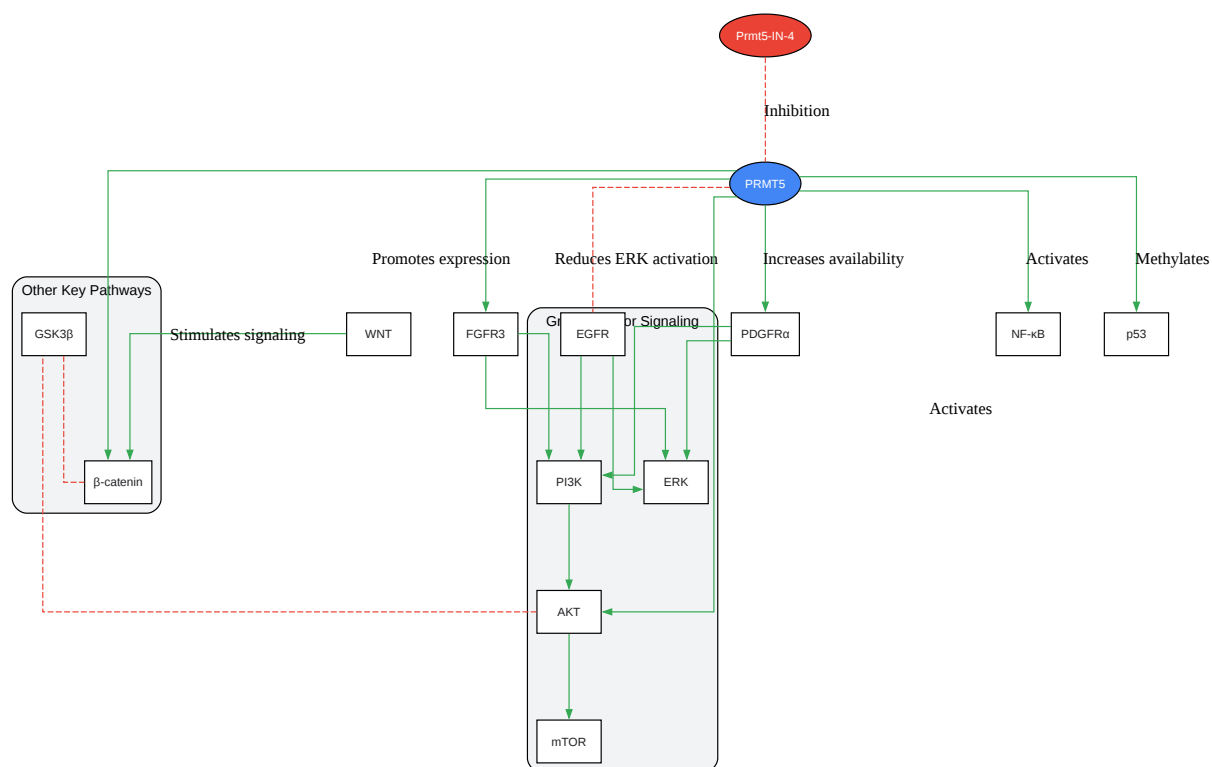 Prmt5-IN-4
Inhibition
PRMT5
Promotes expression
Reduces ERK activation
Increases availability
Activates
Methylates
Other Key Pathways
Signaling
GSK3β
Stimulates signaling
WNT
FGFR3
EGFR
PDGFRα
NF-κB
p53
Activates
β-catenin
PI3K
ERK
AKT
mTOR